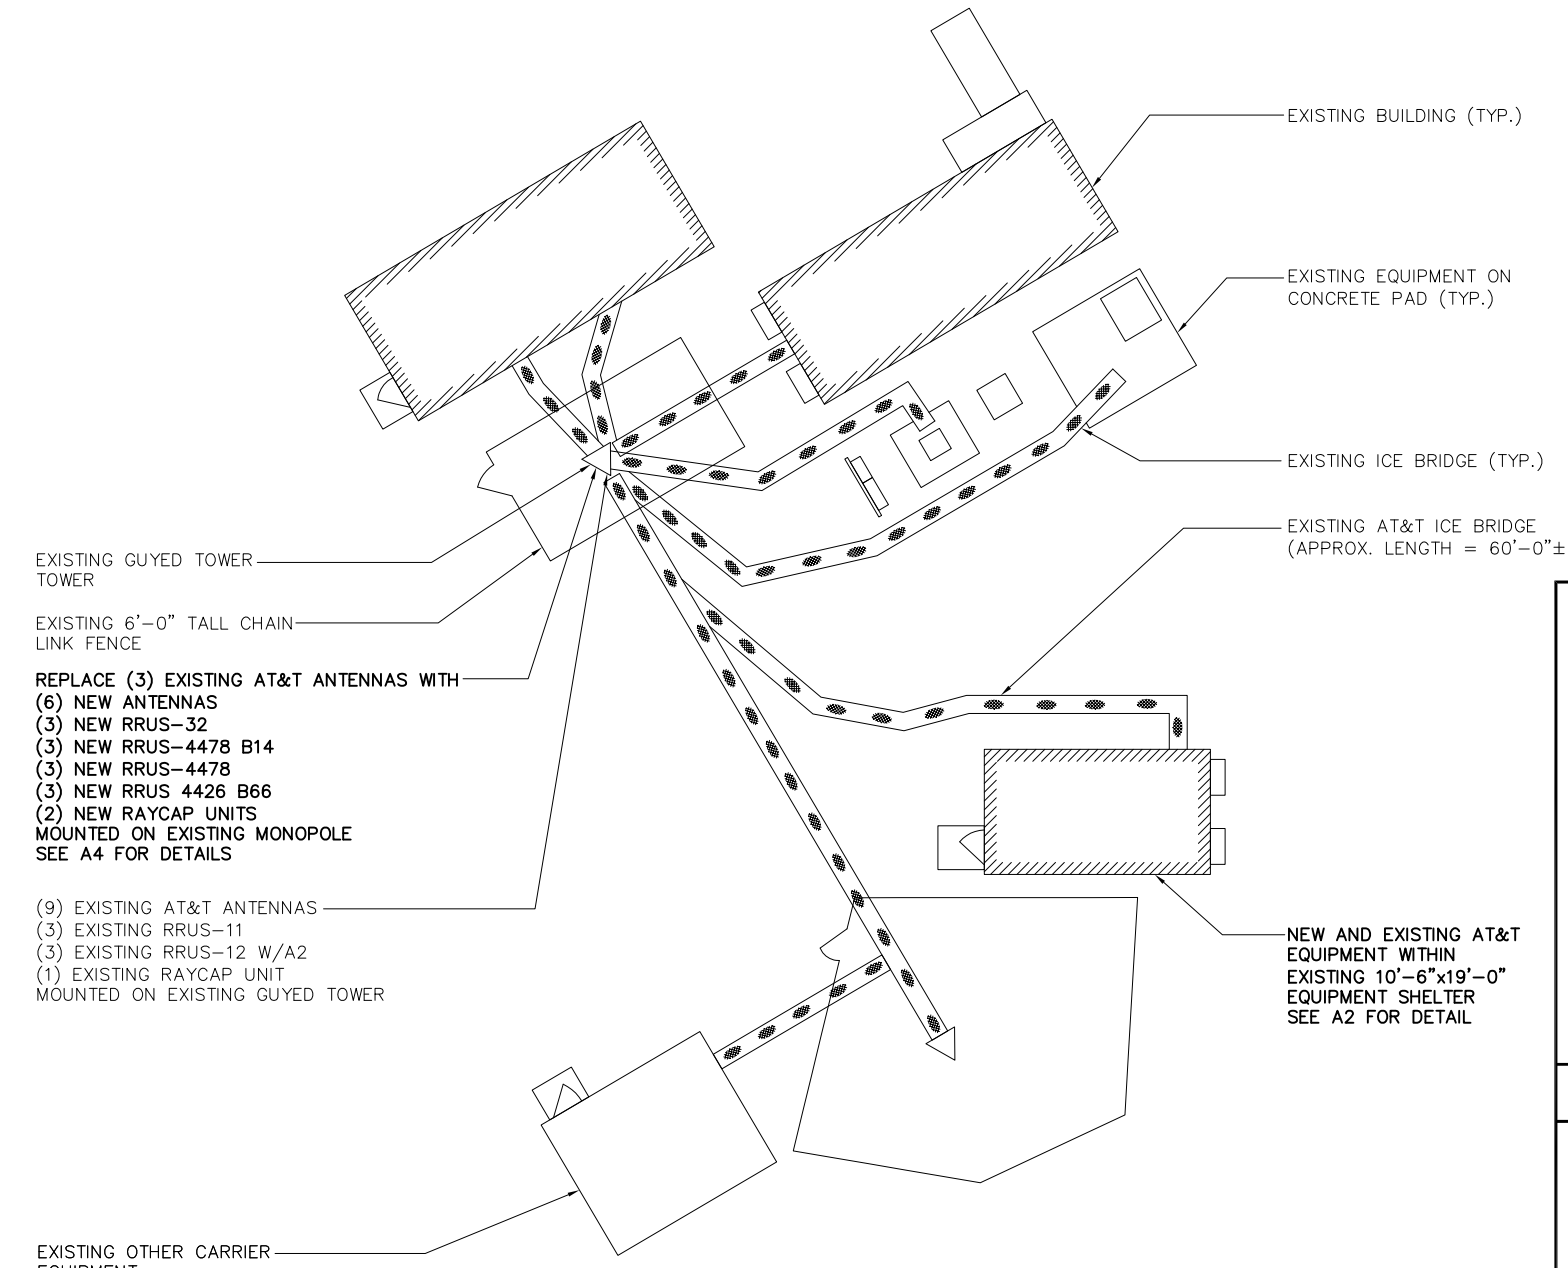 EXISTING BUILDING (TYP.)
EXISTING EQUIPMENT ON
CONCRETE PAD (TYP.)
EXISTING ICE BRIDGE (TYP.)
EXISTING AT&T ICE BRIDGE
(APPROX. LENGTH = 60'-0"±
EXISTING GUYED TOWER
TOWER
EXISTING 6'-0" TALL CHAIN
LINK FENCE
REPLACE (3) EXISTING AT&T ANTENNAS WITH
(6) NEW ANTENNAS
(3) NEW RRUS-32
(3) NEW RRUS-4478 B14
(3) NEW RRUS-4478
(3) NEW RRUS 4426 B66
(2) NEW RAYCAP UNITS
MOUNTED ON EXISTING MONOPOLE
SEE A4 FOR DETAILS
(9) EXISTING AT&T ANTENNAS
(3) EXISTING RRUS-11
(3) EXISTING RRUS-12 W/A2
(1) EXISTING RAYCAP UNIT
MOUNTED ON EXISTING GUYED TOWER
NEW AND EXISTING AT&T
EQUIPMENT WITHIN
EXISTING 10'-6"x19'-0"
EQUIPMENT SHELTER
SEE A2 FOR DETAIL
EXISTING OTHER CARRIER
EQUIPMENT